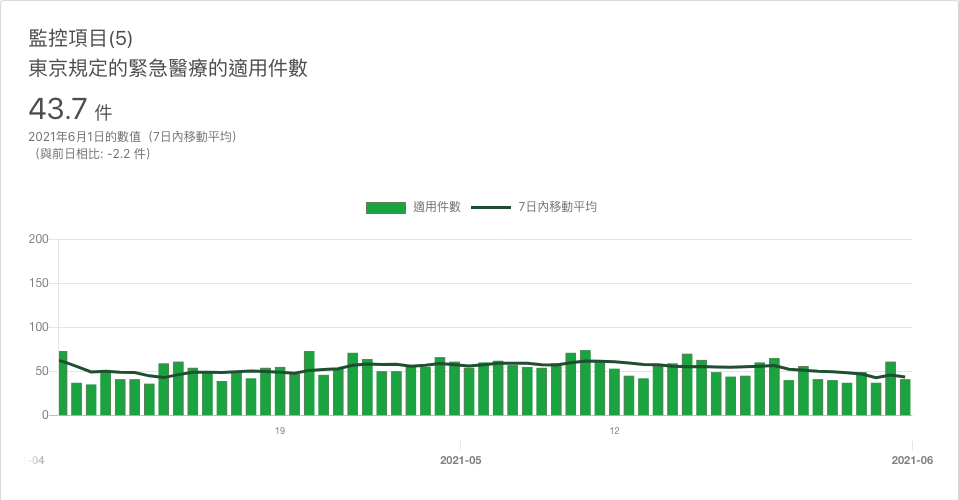 監控項目(5)
東京規定的緊急醫療的適用件數
43.7 件
2021年6月1日的數值（7日內移動平均）
（與前日相比: -2.2 件）
適用件數 7日內移動平均
200
150
100
50
0
19 12
-04 2021-05 2021-06